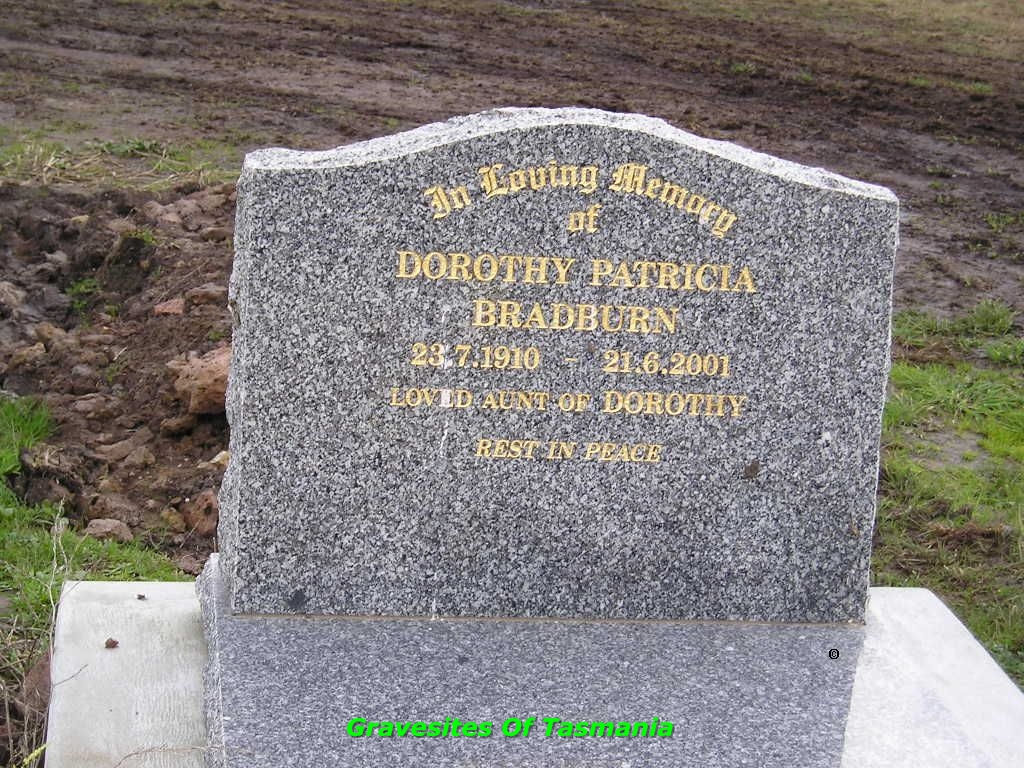 In Loving Memory
of
DOROTHY PATRICIA
BRADBURN
23.7.1910 - 21.6.2001
LOVED AUNT OF DOROTHY
REST IN PEACE
©
Gravesites Of Tasmania